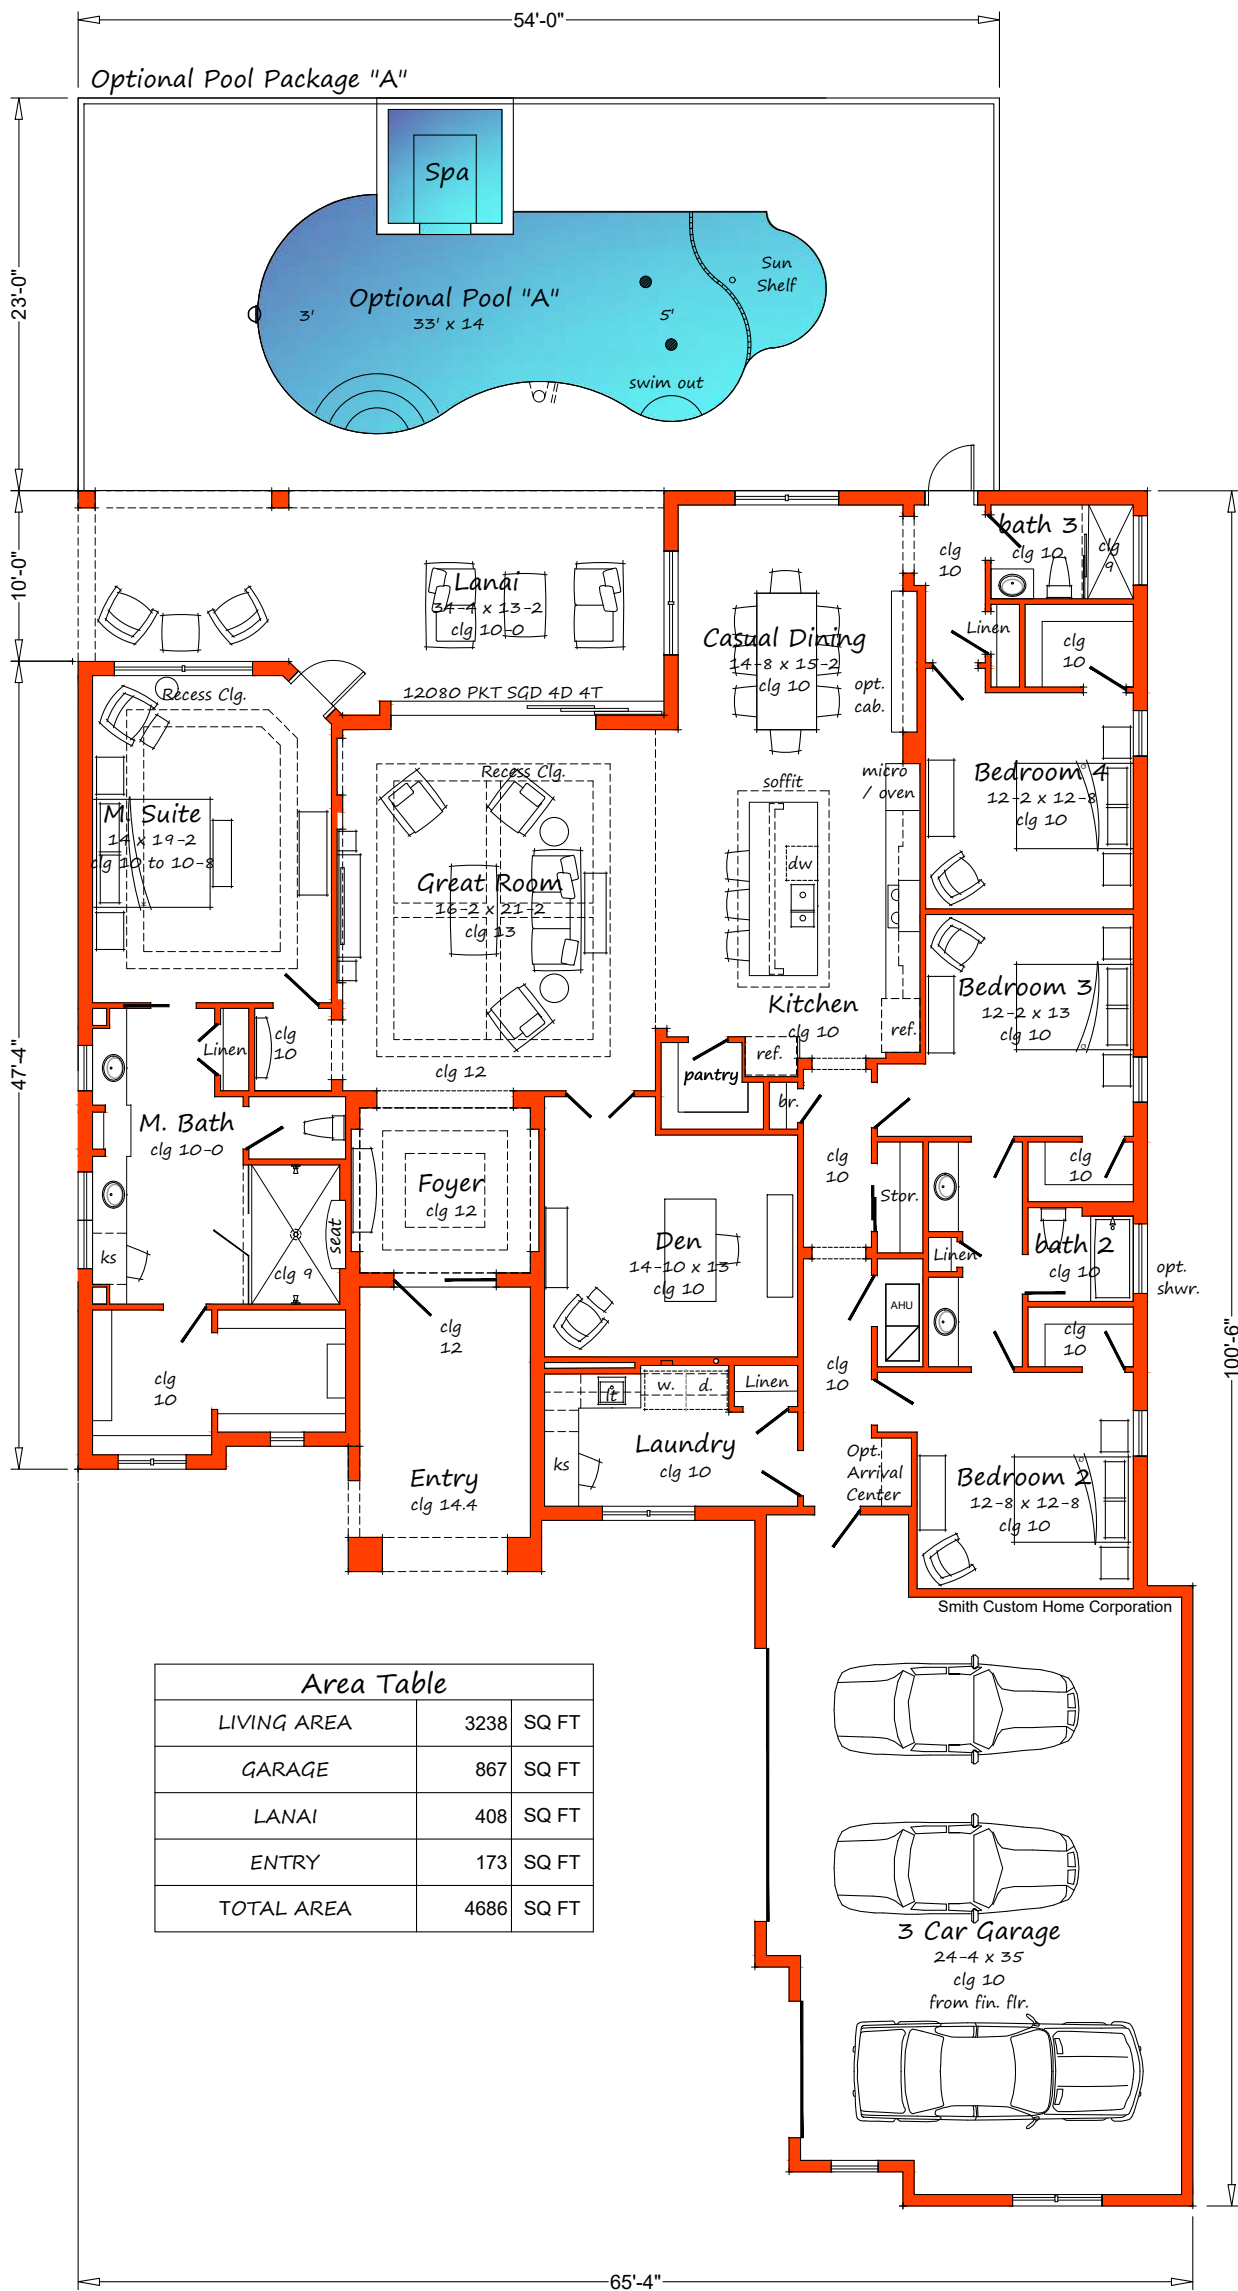 54'-0"
Optional Pool Package "A"
Spa
Sun
Shelf
Optional Pool "A"
33' x 14
3'
5'
swim out
23'-0"
10'-0"
47'-4"
100'-6"
bath 3
clg 10
clg
9
clg
10
Lanai
34-4 x 13-2
clg 10-0
Linen
clg
10
Casual Dining
14-8 x 15-2
clg 10
opt.
cab.
12080 PKT SGD 4D 4T
Recess Clg.
Recess Clg.
soffit
micro
/ oven
Bedroom 4
12-2 x 12-8
clg 10
M. Suite
14 x 19-2
clg 10 to 10-8
dw
Great Room
16-2 x 21-2
clg 13
Bedroom 3
12-2 x 13
clg 10
Kitchen
clg 10
ref.
ref.
Linen
clg
10
clg 12
pantry
br.
M. Bath
clg 10-0
Foyer
clg 12
clg
10
Stor.
clg
10
seat
ks
clg 9
Den
14-10 x 13
clg 10
Linen
bath 2
clg 10
opt.
shwr.
AHU
clg
12
clg
10
clg
10
clg
10
lt
w.
d.
Linen
Laundry
clg 10
ks
Opt.
Arrival
Center
Entry
clg 14.4
Bedroom 2
12-8 x 12-8
clg 10
Smith Custom Home Corporation
Area Table
LIVING AREA 3238 SQ FT
GARAGE 867 SQ FT
LANAI 408 SQ FT
ENTRY 173 SQ FT
TOTAL AREA 4686 SQ FT
3 Car Garage
24-4 x 35
clg 10
from fin. flr.
65'-4"